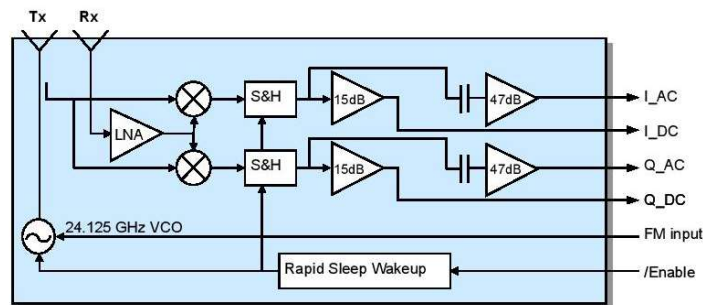 Tx Rx
S&H 15dB 47dB I_AC
LNA I_DC
S&H 15dB 47dB Q_AC
Q_DC
24.125 GHz VCO FM input
Rapid Sleep Wakeup /Enable